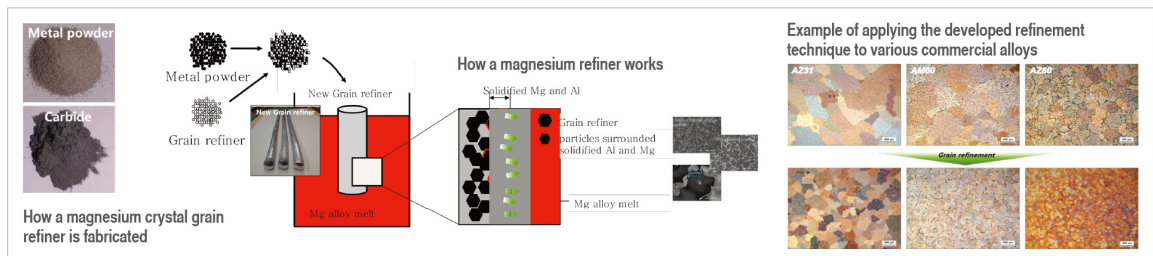 Metal powder
Carbide
How a magnesium crystal grain
refiner is fabricated
Metal powder
Grain refiner
New Grain refiner
New Grain refiner
Mg alloy melt
How a magnesium refiner works
Solidified Mg and Al
Grain refiner
particles surrounded
solidified Al and Mg
Mg alloy melt
Example of applying the developed refinement
technique to various commercial alloys
AZ31
AM60
AZ80
Grain refinement